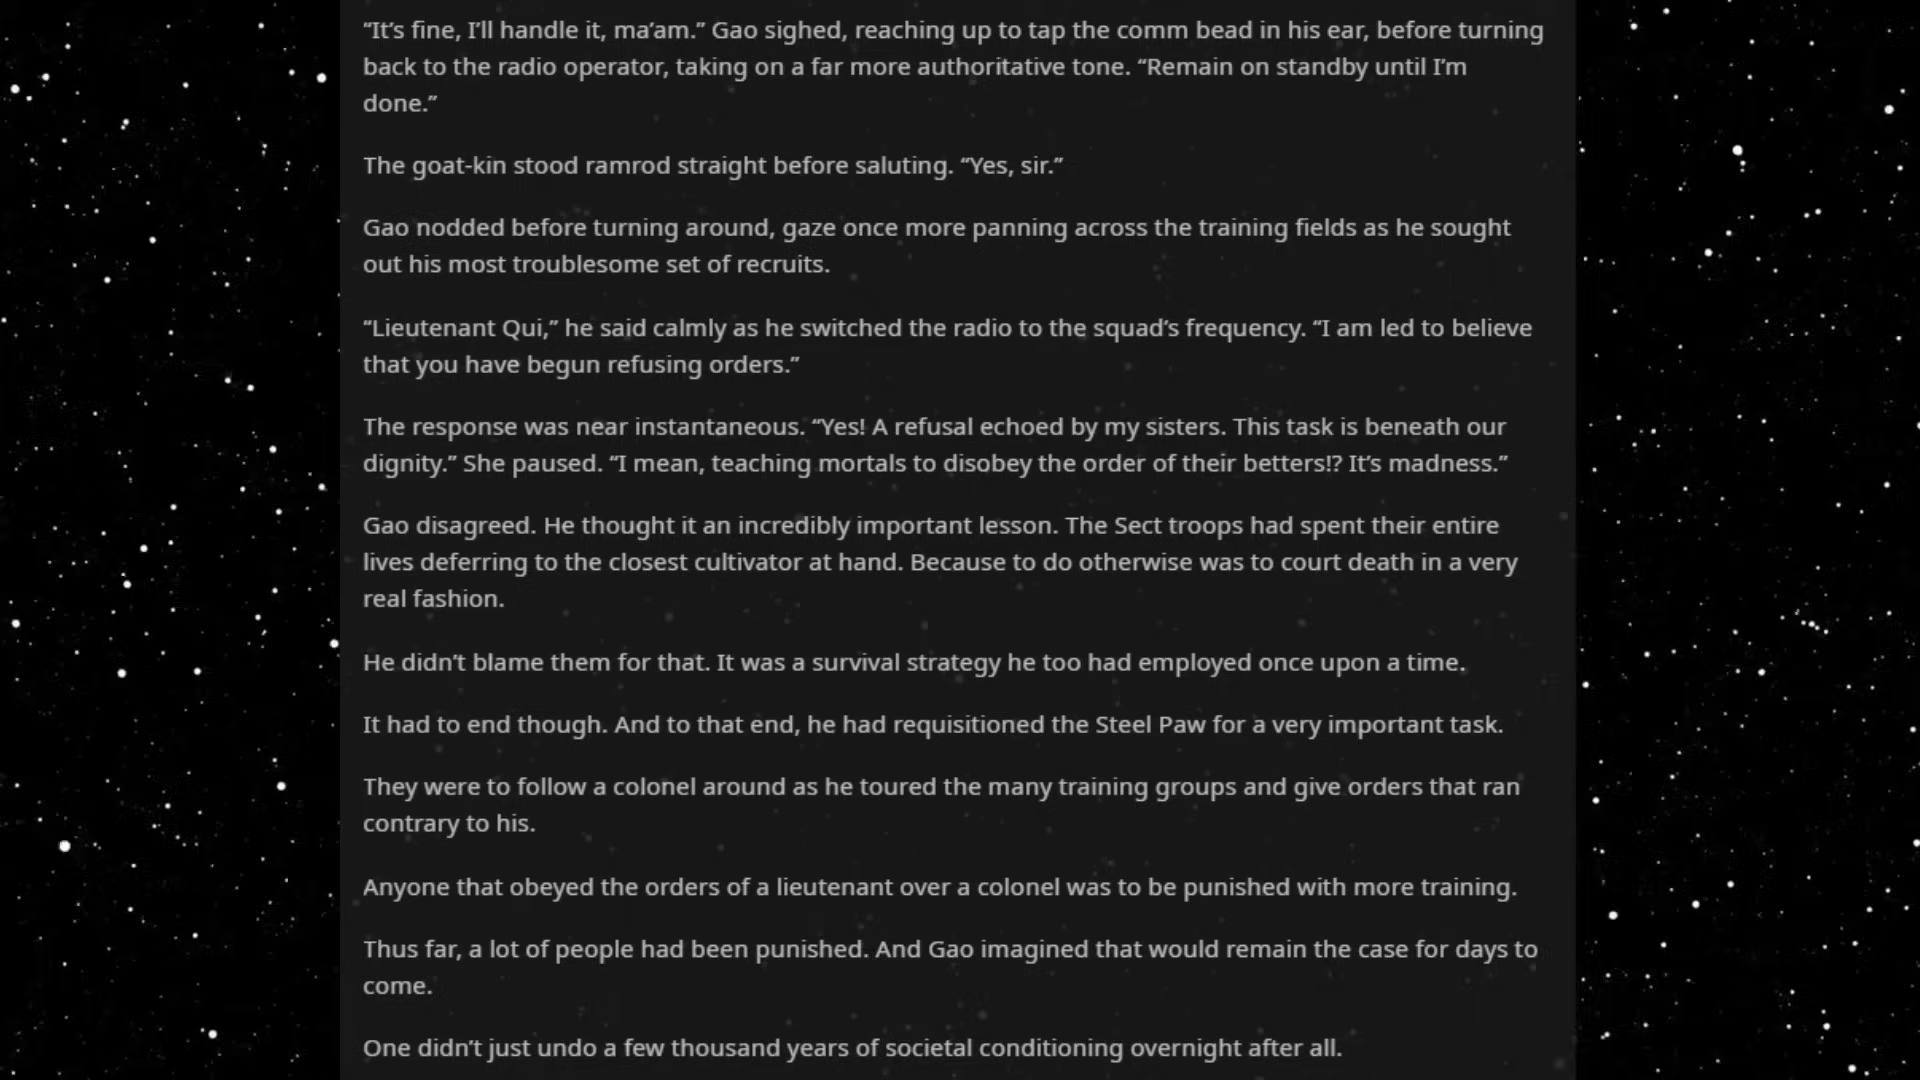 “It’s fine, I’ll handle it, ma’am.” Gao sighed, reaching up to tap the comm bead in his ear, before turning
back to the radio operator, taking on a far more authoritative tone. “Remain on standby until I’m
done.”
The goat-kin stood ramrod straight before saluting. “Yes, sir.”
Gao nodded before turning around, gaze once more panning across the training fields as he sought
out his most troublesome set of recruits.
“Lieutenant Qui,” he said calmly as he switched the radio to the squad’s frequency. “I am led to believe
that you have begun refusing orders.”
The response was near instantaneous. “Yes! A refusal echoed by my sisters. This task is beneath our
dignity.” She paused. “I mean, teaching mortals to disobey the order of their betters!? It’s madness.”
Gao disagreed. He thought it an incredibly important lesson. The Sect troops had spent their entire
lives deferring to the closest cultivator at hand. Because to do otherwise was to court death in a very
real fashion.
He didn’t blame them for that. It was a survival strategy he too had employed once upon a time.
It had to end though. And to that end, he had requisitioned the Steel Paw for a very important task.
They were to follow a colonel around as he toured the many training groups and give orders that ran
contrary to his.
Anyone that obeyed the orders of a lieutenant over a colonel was to be punished with more training.
Thus far, a lot of people had been punished. And Gao imagined that would remain the case for days to
come.
One didn’t just undo a few thousand years of societal conditioning overnight after all.